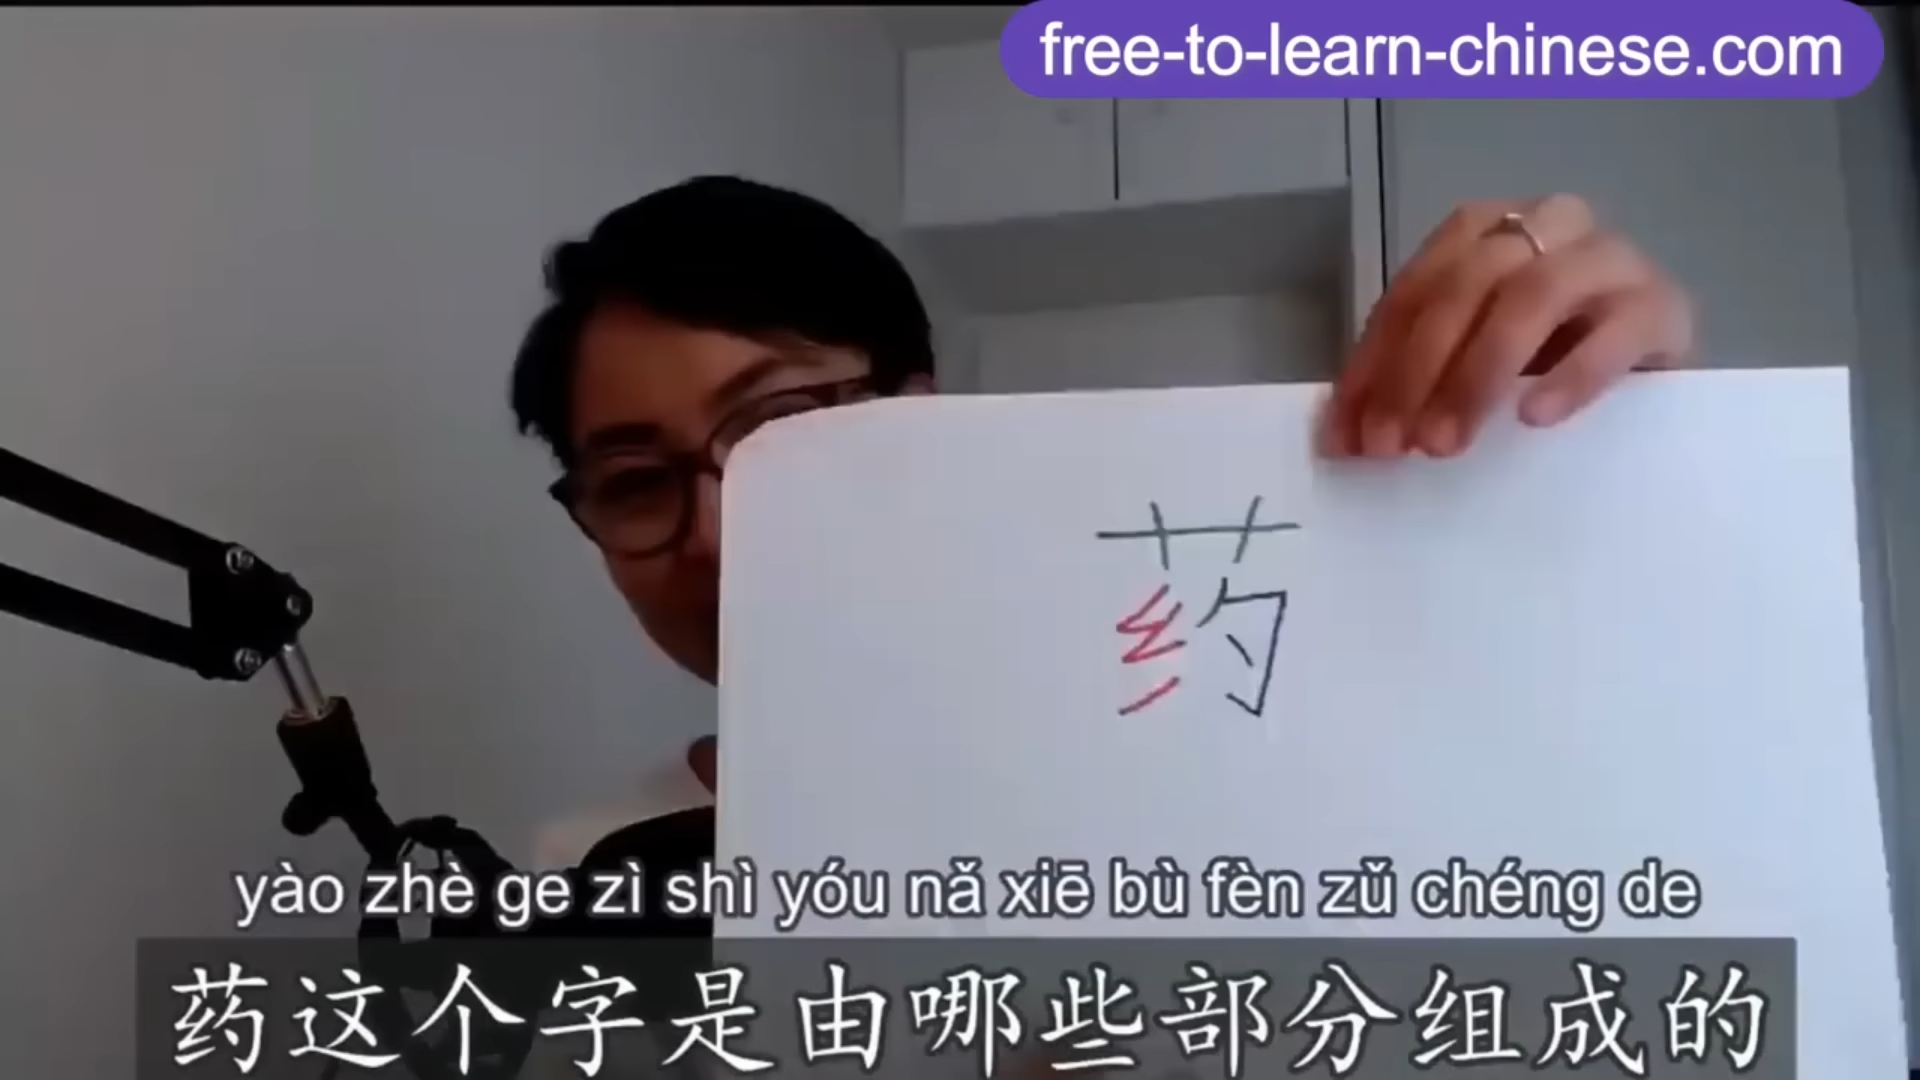 free-to-learn-chinese.com
药
yào zhè ge zì shì yóu nǎ xiē bù fèn zǔ chéng de
药这个字是由哪些部分组成的